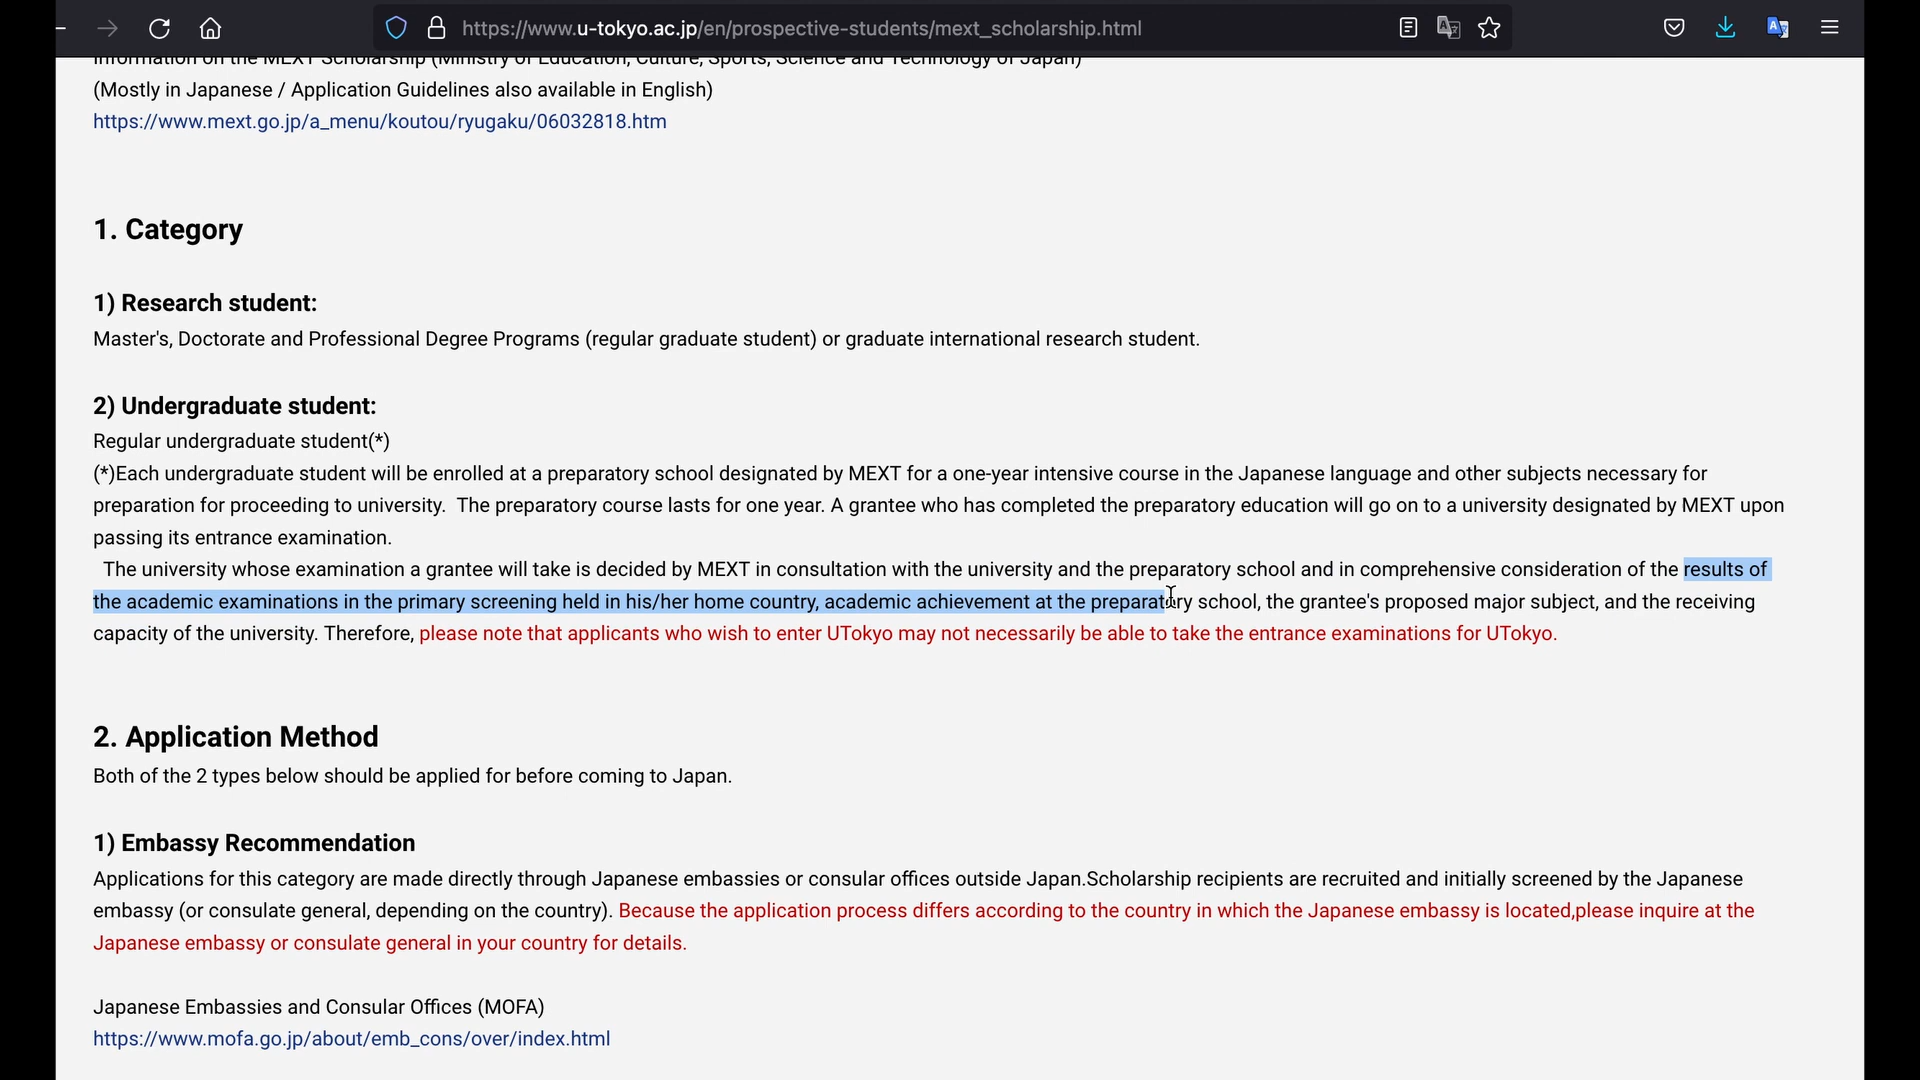 https://www.u-tokyo.ac.jp/en/prospective-students/mext_scholarship.html
Information on the MEXT Scholarship (Ministry of Education, Culture, Sports, Science and Technology of Japan)
(Mostly in Japanese / Application Guidelines also available in English)
https://www.mext.go.jp/a_menu/koutou/ryugaku/06032818.htm
1. Category
1) Research student:
Master's, Doctorate and Professional Degree Programs (regular graduate student) or graduate international research student.
2) Undergraduate student:
Regular undergraduate student(*)
(*)Each undergraduate student will be enrolled at a preparatory school designated by MEXT for a one-year intensive course in the Japanese language and other subjects necessary for
preparation for proceeding to university.  The preparatory course lasts for one year. A grantee who has completed the preparatory education will go on to a university designated by MEXT upon
passing its entrance examination.
The university whose examination a grantee will take is decided by MEXT in consultation with the university and the preparatory school and in comprehensive consideration of the results of
the academic examinations in the primary screening held in his/her home country, academic achievement at the preparatory school, the grantee's proposed major subject, and the receiving
capacity of the university. Therefore, please note that applicants who wish to enter UTokyo may not necessarily be able to take the entrance examinations for UTokyo.
2. Application Method
Both of the 2 types below should be applied for before coming to Japan.
1) Embassy Recommendation
Applications for this category are made directly through Japanese embassies or consular offices outside Japan.Scholarship recipients are recruited and initially screened by the Japanese
embassy (or consulate general, depending on the country). Because the application process differs according to the country in which the Japanese embassy is located,please inquire at the
Japanese embassy or consulate general in your country for details.
Japanese Embassies and Consular Offices (MOFA)
https://www.mofa.go.jp/about/emb_cons/over/index.html